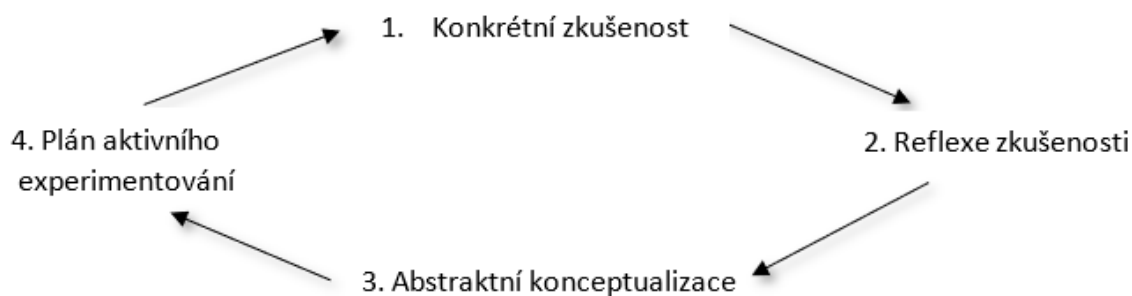 1. Konkrétní zkušenost
4. Plán aktivního
experimentování
2. Reflexe zkušenosti
3. Abstraktní konceptualizace